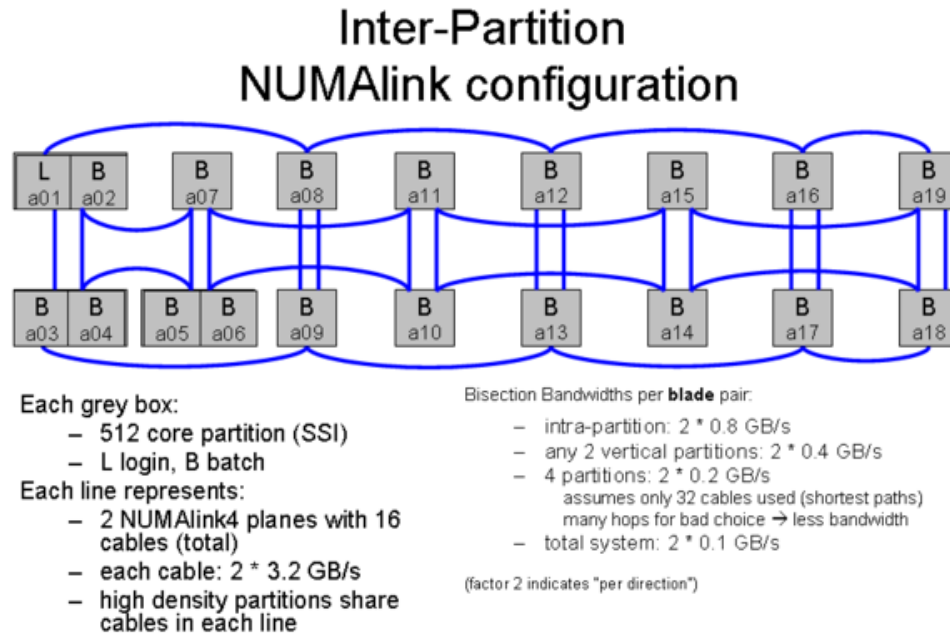 Inter-Partition
NUMAlink configuration
L B B B B B B B B
a01 a02 a07 a08 a11 a12 a15 a16 a19
B B B B B B B B B B
a03 a04 a05 a06 a09 a10 a13 a14 a17 a18
Each grey box:
– 512 core partition (SSI)
– L login, B batch
Each line represents:
– 2 NUMAlink4 planes with 16
cables (total)
– each cable: 2 * 3.2 GB/s
– high density partitions share
cables in each line
Bisection Bandwidths per blade pair:
– intra-partition: 2 * 0.8 GB/s
– any 2 vertical partitions: 2 * 0.4 GB/s
– 4 partitions: 2 * 0.2 GB/s
assumes only 32 cables used (shortest paths)
many hops for bad choice → less bandwidth
– total system: 2 * 0.1 GB/s
(factor 2 indicates "per direction")